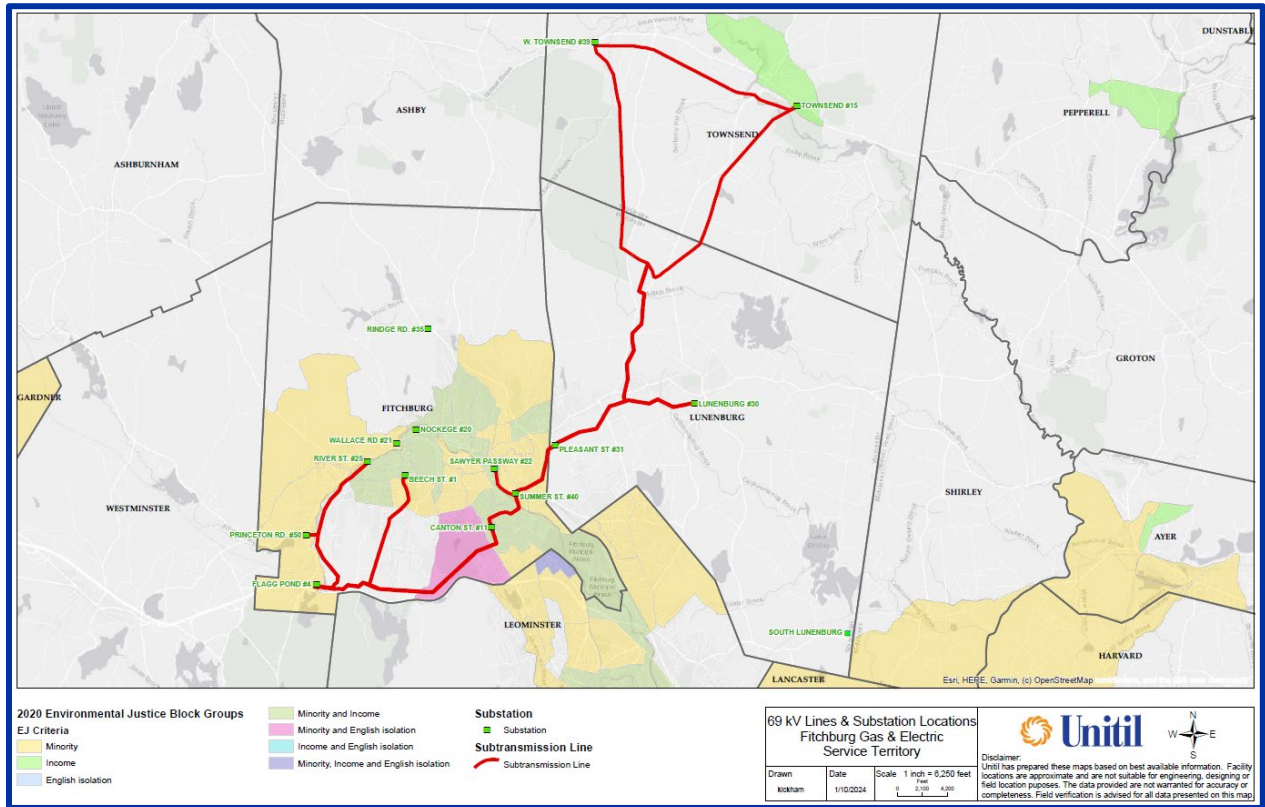 DUNSTABLE
W. TOWNSEND #39
ASHBY
TOWNSEND #15
PEPPERELL
TOWNSEND
ASHBURNHAM
RINDGE RD. #35
GROTON
GARDNER
FITCHBURG
LUNENBURG #30
LUNENBURG
NOCKEGE #20
WALLACE RD #21
PLEASANT ST #31
RIVER ST. #25
SAWYER PASSWAY #22
BEECH ST. #1
SHIRLEY
SUMMER ST. #40
WESTMINSTER
CANTON ST. #11
PRINCETON RD. #50
AYER
Fitchburg
Municipal
Airport
FLAGG POND #4
LEOMINSTER
SOUTH LUNENBURG
HARVARD
LANCASTER
Esri, HERE, Garmin, (c) OpenStreetMap
2020 Environmental Justice Block Groups
EJ Criteria
Minority
Income
English isolation
Minority and Income
Minority and English isolation
Income and English isolation
Minority, Income and English isolation
Substation
Substation
Subtransmission Line
Subtransmission Line
69 kV Lines & Substation Locations
Fitchburg Gas & Electric
Service Territory
Drawn
kickham
Date
1/10/2024
Scale 1 inch = 6,250 feet
Feet
0 2,100 4,200
Unitil
N
W E
S
Disclaimer:
Unitil has prepared these maps based on best available information. Facility
locations are approximate and are not suitable for engineering, designing or
field location puposes. The data provided are not warranted for accuracy or
completeness. Field verification is advised for all data presented on this map.